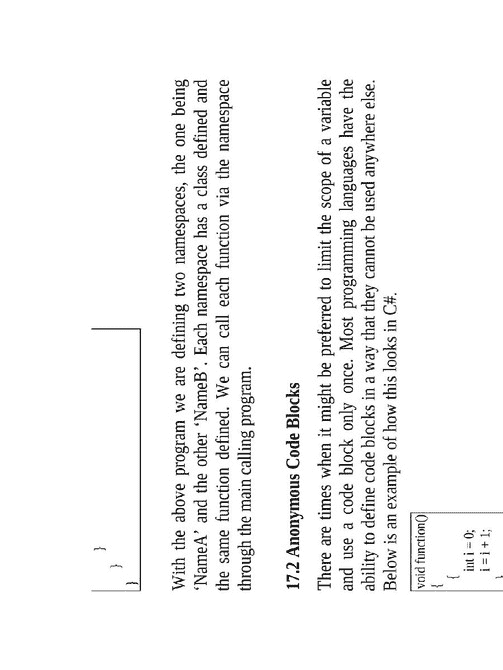 }
}
}
With the above program we are defining two namespaces, the one being
‘NameA’ and the other ‘NameB’. Each namespace has a class defined and
the same function defined. We can call each function via the namespace
through the main calling program.
17.2 Anonymous Code Blocks
There are times when it might be preferred to limit the scope of a variable
and use a code block only once. Most programming languages have the
ability to define code blocks in a way that they cannot be used anywhere else.
Below is an example of how this looks in C#.
void function()
{
{
int i = 0;
i = i + 1;
}